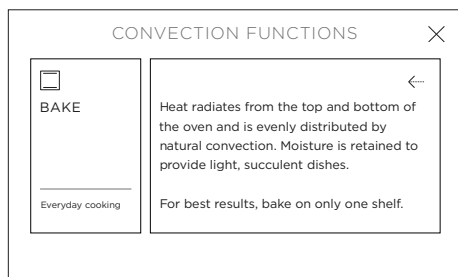 CONVECTION FUNCTIONS
BAKE
Everyday cooking
Heat radiates from the top and bottom of
the oven and is evenly distributed by
natural convection. Moisture is retained to
provide light, succulent dishes.
For best results, bake on only one shelf.